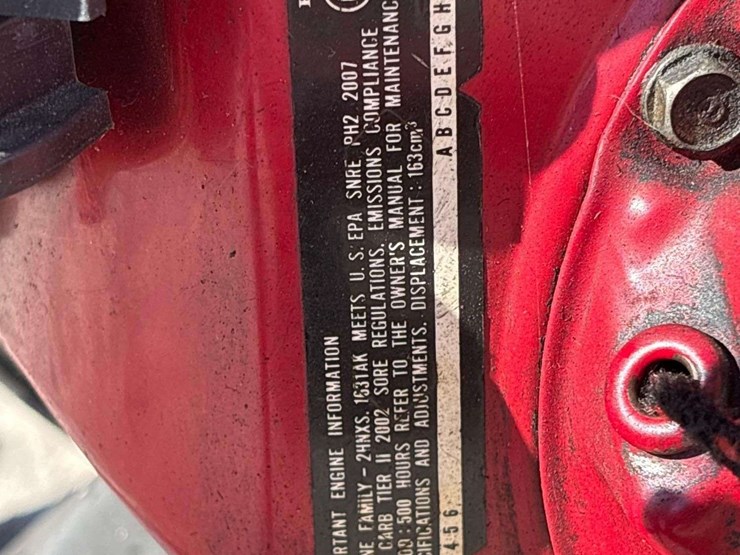 RTANT ENGINE INFORMATION
NE FAMILY - 2HNXS. 1631AK MEETS U. S. EPA SNRE PH2 2007
CARB TIER II 2002 SORE REGULATIONS. EMISSIONS COMPLIANCE
: 500 HOURS REFER TO THE OWNER'S MANUAL FOR MAINTENANC
CIFICATIONS AND ADJUSTMENTS. DISPLACEMENT : 163cm³
4 5 6 A B C D E F G H